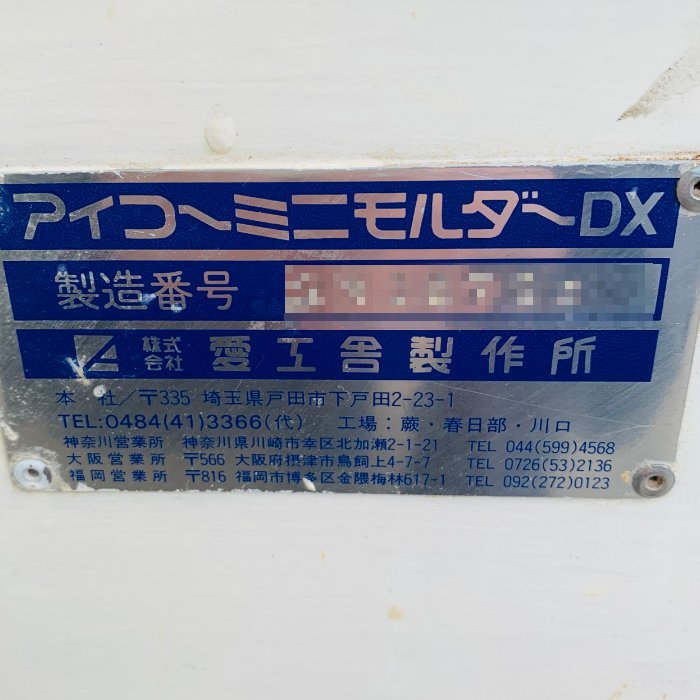 アイコーミニモルダーDX
製造番号
株式会社 愛工舎製作所
本 社/〒335 埼玉県戸田市下戸田2-23-1
TEL:0484(41)3366(代) 工場:蕨・春日部・川口
神奈川営業所 神奈川県川崎市幸区北加瀬2-1-21 TEL 044(599)4568
大阪営業所 〒566 大阪府摂津市鳥飼上4-7-7 TEL 0726(53)2136
福岡営業所 〒816 福岡市博多区金隈梅林617-1 TEL 092(272)0123